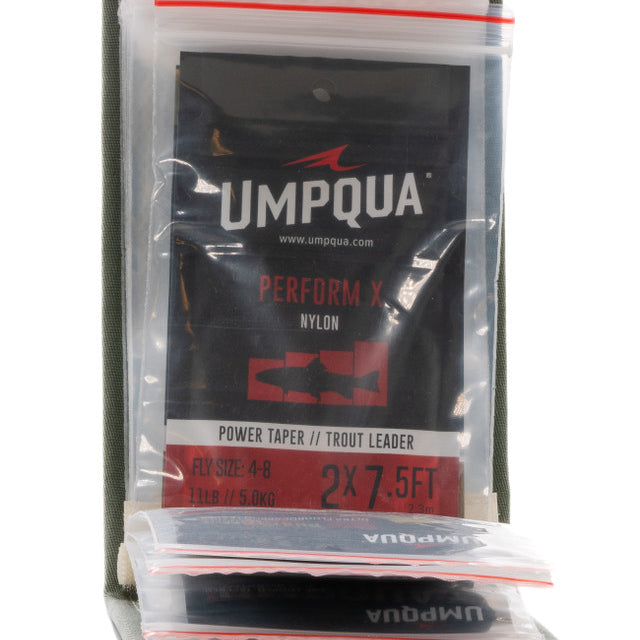 UMPQUA®
www.umpqua.com
PERFORM X
NYLON
POWER TAPER // TROUT LEADER
FLY SIZE: 4-8
11LB // 5.0KG
2X 7.5FT
2.3m
UMPQUA
UMPQUA